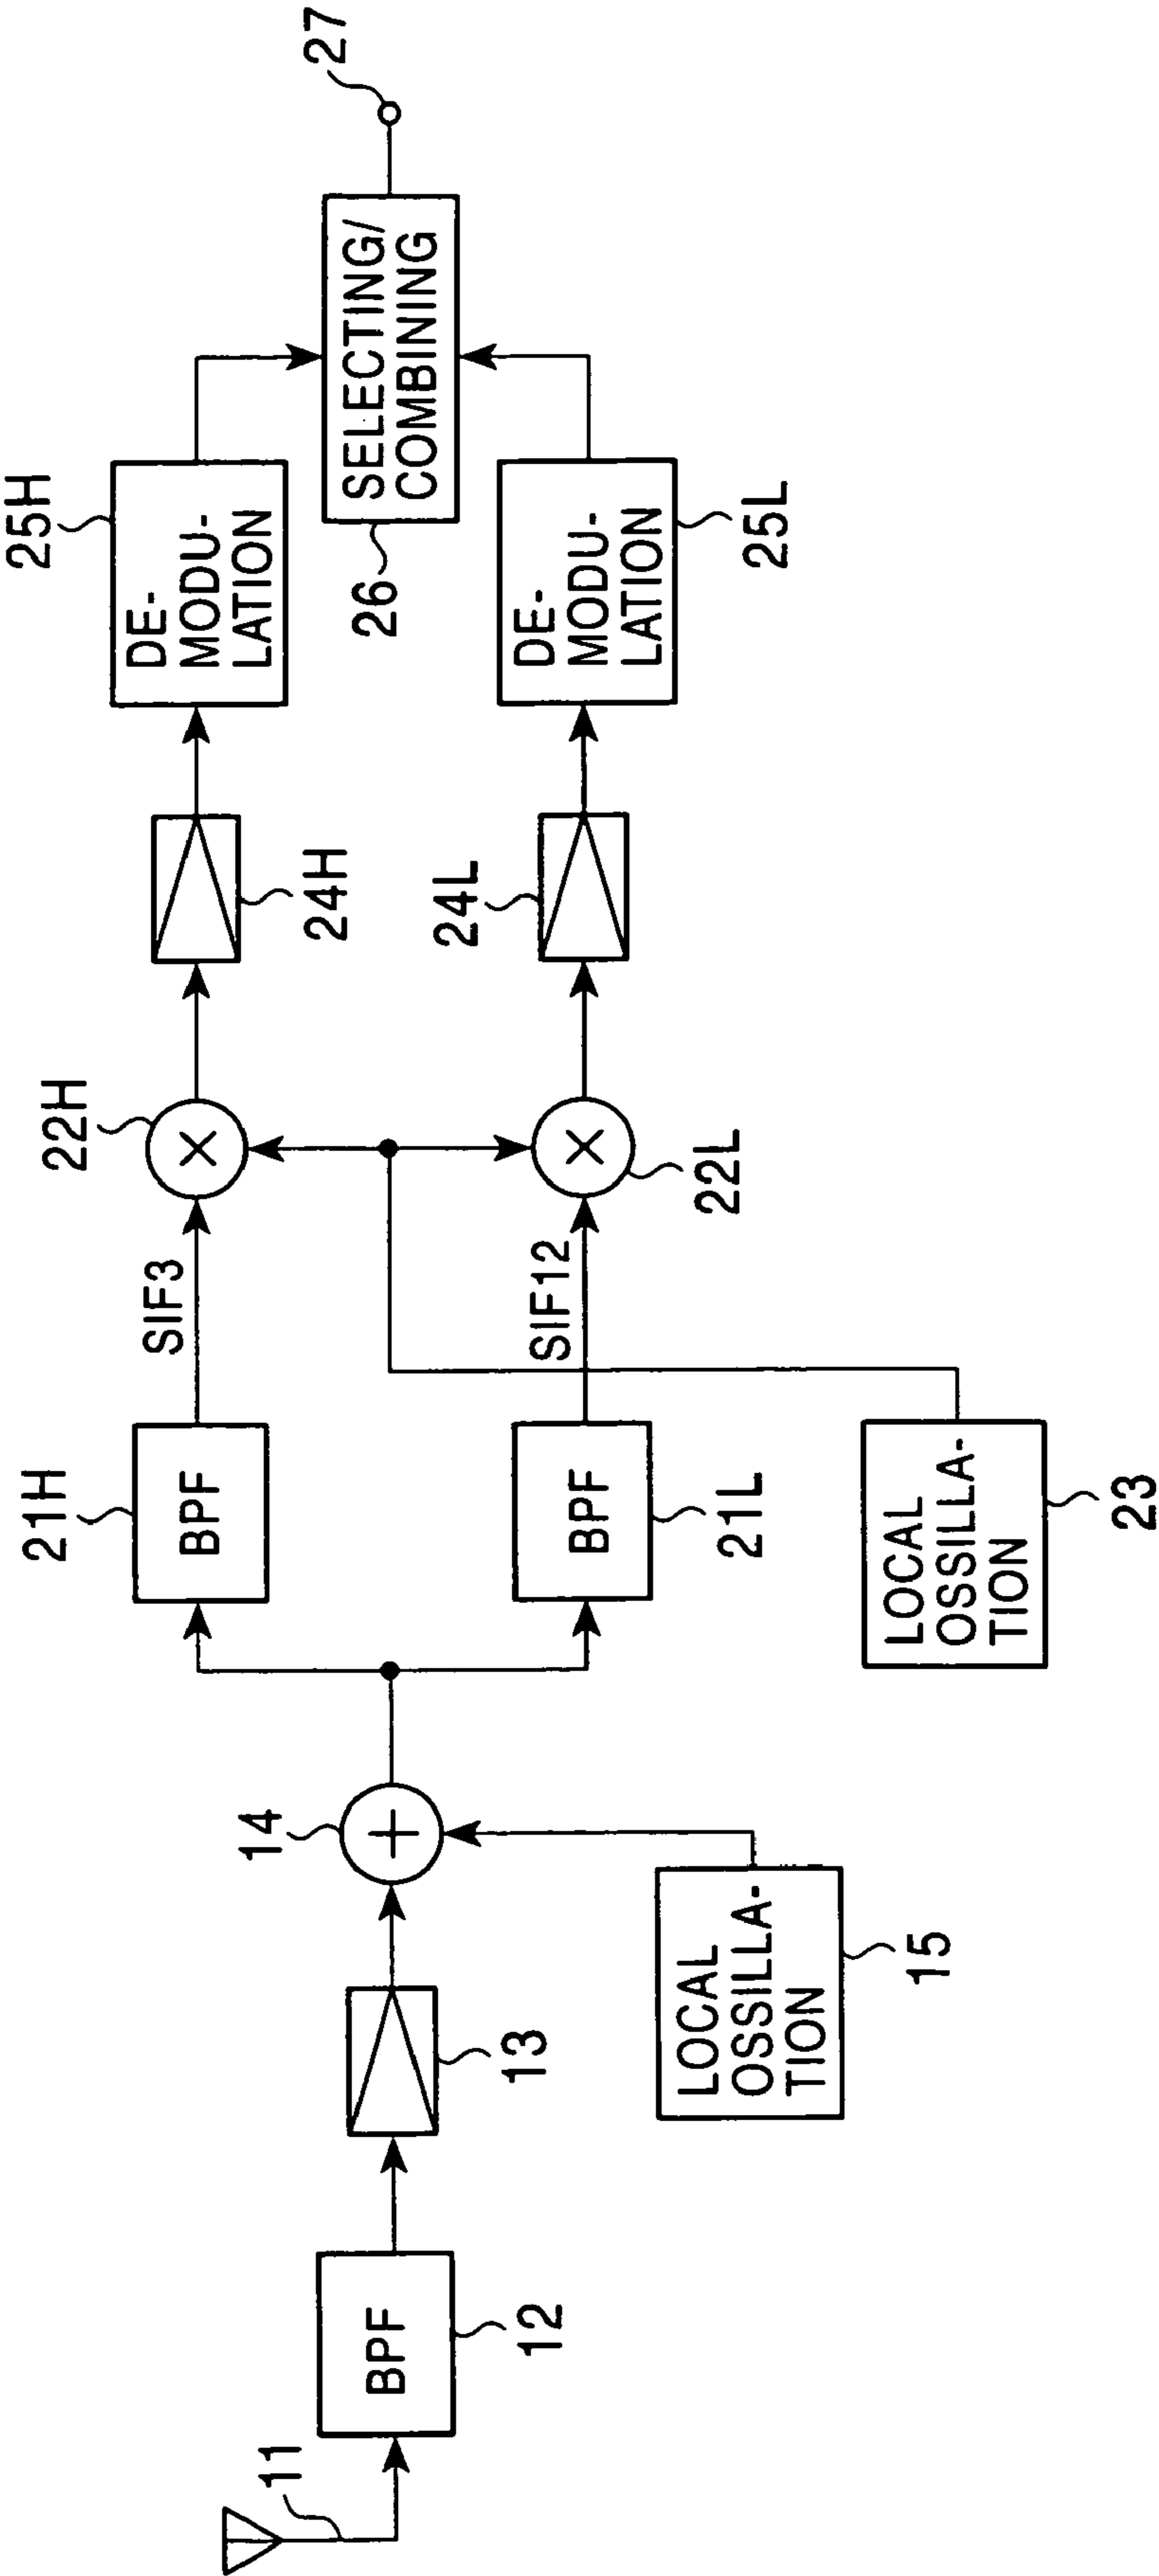 11
BPF
12
13
14
LOCAL
OSSILLA-
TION
15
21H
BPF
SIF3
22H
24H
25H
DE-
MODU-
LATION
BPF
21L
SIF12
22L
24L
DE-
MODU-
LATION
25L
LOCAL
OSSILLA-
TION
23
SELECTING/
COMBINING
26
27